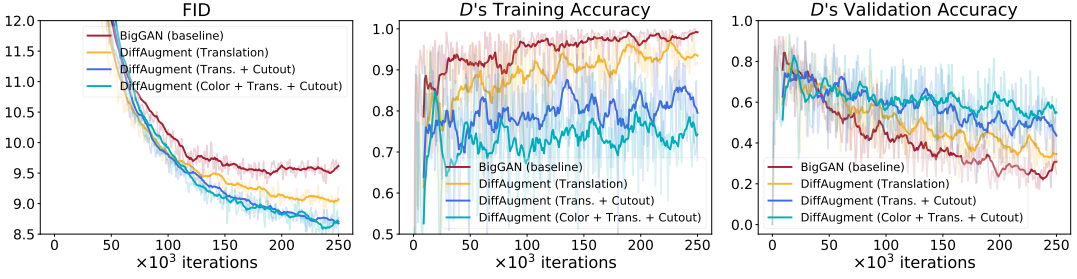 FID
12.0
11.5
11.0
10.5
10.0
9.5
9.0
8.5
0 50 100 150 200 250
×10³ iterations
BigGAN (baseline)
DiffAugment (Translation)
DiffAugment (Trans. + Cutout)
DiffAugment (Color + Trans. + Cutout)
D's Training Accuracy
1.0
0.9
0.8
0.7
0.6
0.5
0 50 100 150 200 250
×10³ iterations
BigGAN (baseline)
DiffAugment (Translation)
DiffAugment (Trans. + Cutout)
DiffAugment (Color + Trans. + Cutout)
D's Validation Accuracy
1.0
0.8
0.6
0.4
0.2
0.0
0 50 100 150 200 250
×10³ iterations
BigGAN (baseline)
DiffAugment (Translation)
DiffAugment (Trans. + Cutout)
DiffAugment (Color + Trans. + Cutout)